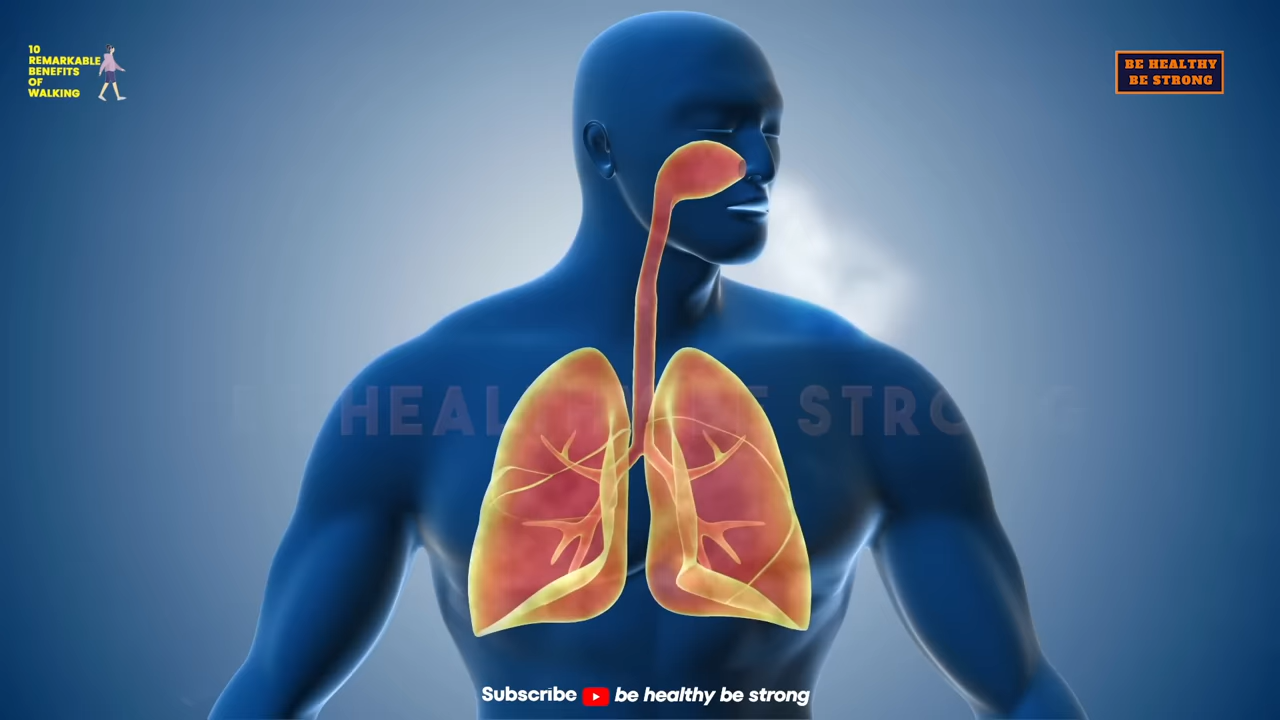 10
REMARKABLE
BENEFITS
OF
WALKING
BE HEALTHY
BE STRONG
Subscribe be healthy be strong